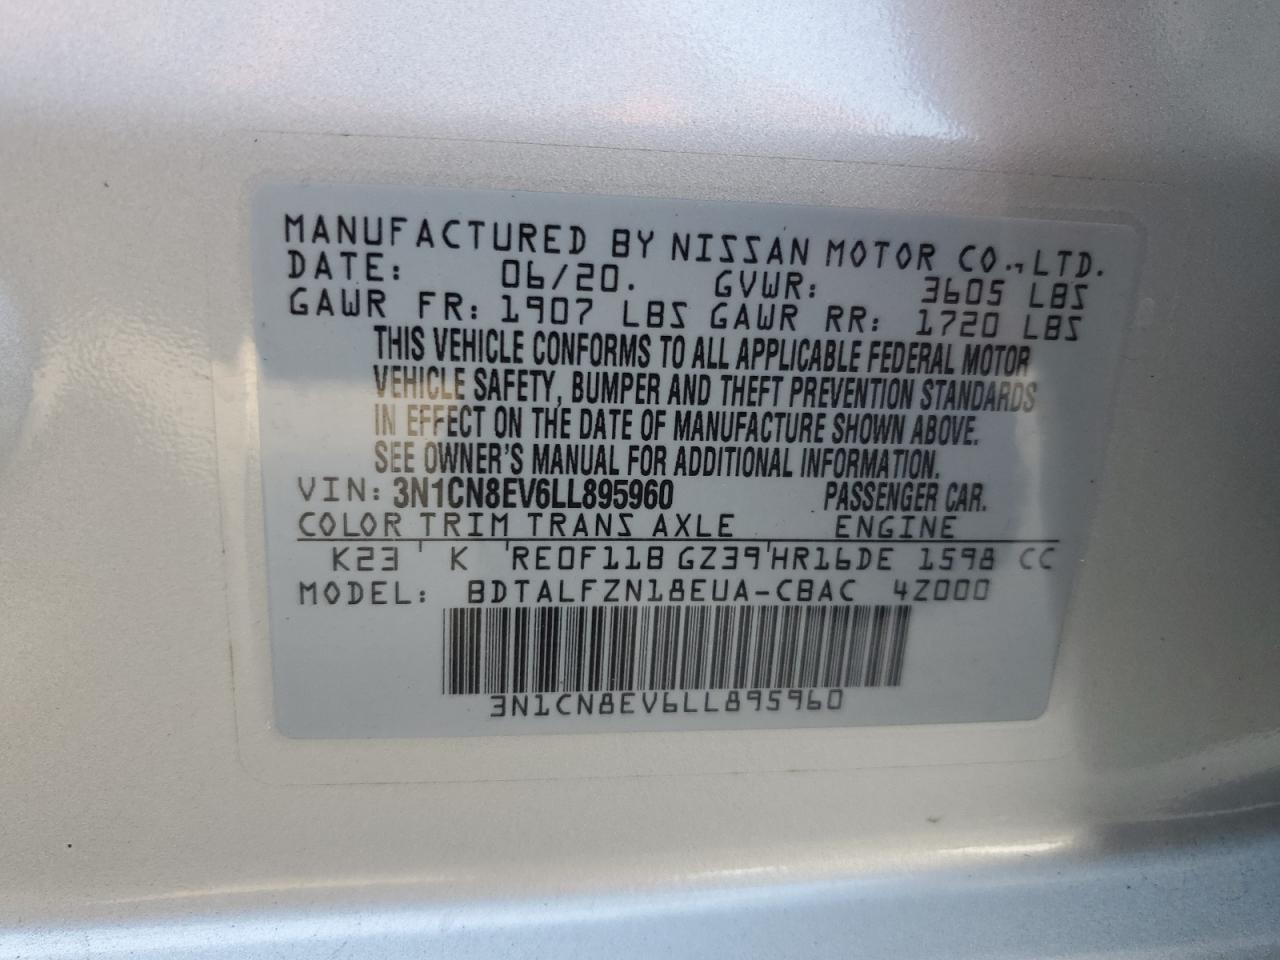 MANUFACTURED BY NISSAN MOTOR CO.,LTD.
DATE: 06/20. GVWR: 3605 LBS
GAWR FR: 1907 LBS GAWR RR: 1720 LBS
THIS VEHICLE CONFORMS TO ALL APPLICABLE FEDERAL MOTOR
VEHICLE SAFETY, BUMPER AND THEFT PREVENTION STANDARDS
IN EFFECT ON THE DATE OF MANUFACTURE SHOWN ABOVE.
SEE OWNER'S MANUAL FOR ADDITIONAL INFORMATION.
VIN: 3N1CN8EV6LL895960 PASSENGER CAR.
COLOR TRIM TRANS AXLE ENGINE
K23 ' K 'RE0F11B GZ39'HR16DE 1598 CC
MODEL: BDTALFZN18EUA-CBAC 4Z000
3N1CN8EV6LL895960